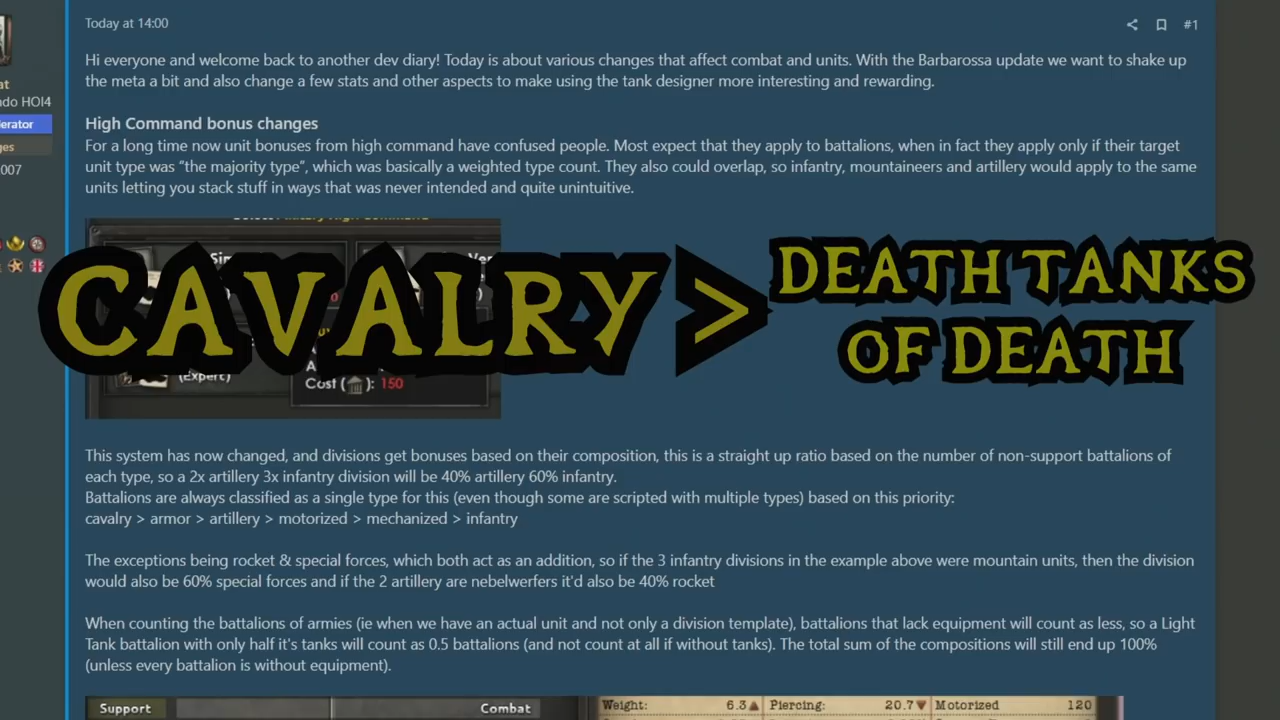 Today at 14:00
#1
Hi everyone and welcome back to another dev diary! Today is about various changes that affect combat and units. With the Barbarossa update we want to shake up
the meta a bit and also change a few stats and other aspects to make using the tank designer more interesting and rewarding.
ndo HOI4
erator
ges
007
High Command bonus changes
For a long time now unit bonuses from high command have confused people. Most expect that they apply to battalions, when in fact they apply only if their target
unit type was “the majority type”, which was basically a weighted type count. They also could overlap, so infantry, mountaineers and artillery would apply to the same
units letting you stack stuff in ways that was never intended and quite unintuitive.
CAVALRY > DEATH TANKS
OF DEATH
(Expert)
Cost ( ): 150
This system has now changed, and divisions get bonuses based on their composition, this is a straight up ratio based on the number of non-support battalions of
each type, so a 2x artillery 3x infantry division will be 40% artillery 60% infantry.
Battalions are always classified as a single type for this (even though some are scripted with multiple types) based on this priority:
cavalry > armor > artillery > motorized > mechanized > infantry
The exceptions being rocket & special forces, which both act as an addition, so if the 3 infantry divisions in the example above were mountain units, then the division
would also be 60% special forces and if the 2 artillery are nebelwerfers it'd also be 40% rocket
When counting the battalions of armies (ie when we have an actual unit and not only a division template), battalions that lack equipment will count as less, so a Light
Tank battalion with only half it's tanks will count as 0.5 battalions (and not count at all if without tanks). The total sum of the compositions will still end up 100%
(unless every battalion is without equipment).
Support Combat Weight: 6.3 Piercing: 20.7 Motorized 120